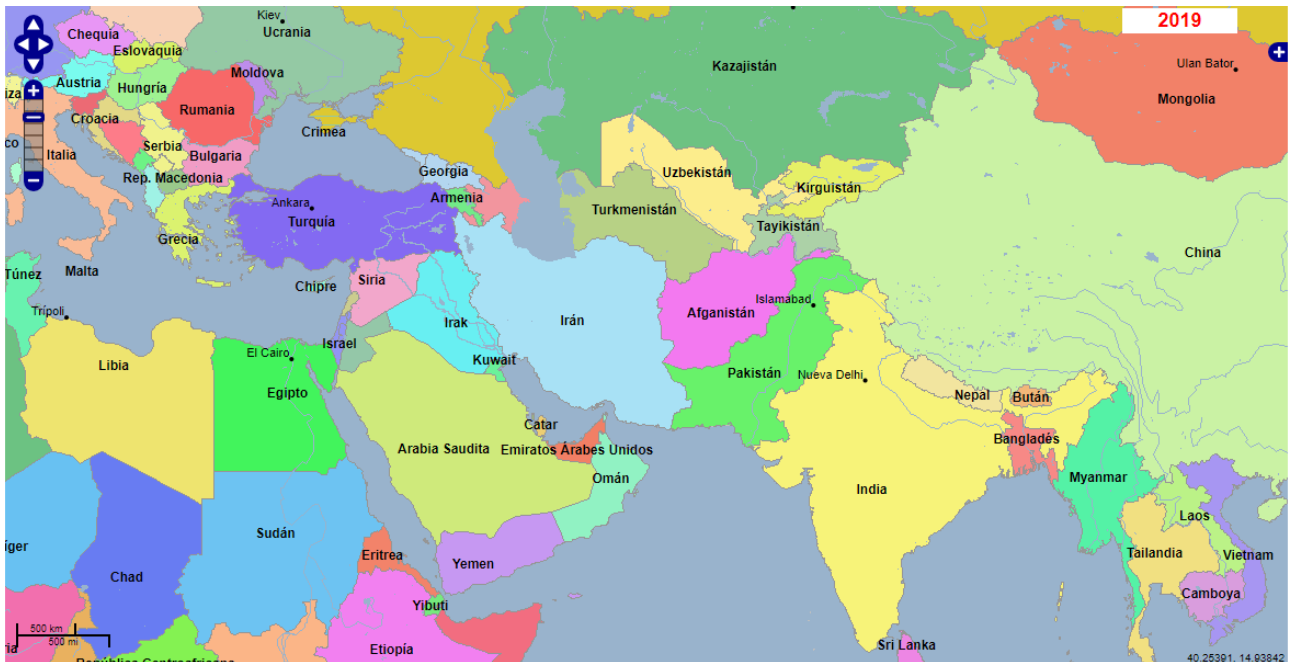 2019
Kiev
Ucrania
Chequia
Eslovaquia
Kazajistán
Ulan Bator
Mongolia
Austria
Moldova
Hungría
Rumania
Croacia
Crimea
Italia
Serbia
Bulgaria
Georgia
Uzbekistán
Rep. Macedonia
Kirguistán
Armenia
Ankara
Turquía
Turkmenistán
Tayikistán
Grecia
China
Túnez
Malta
Siria
Chipre
Islamabad
Trípoli
Irak
Irán
Afganistán
Israel
El Cairo
Libia
Kuwait
Pakistán
Nueva Delhi
Egipto
Nepal
Bután
Catar
Bangladés
Arabia Saudita
Emiratos Árabes Unidos
Omán
Myanmar
India
Laos
Sudán
Tailandia
Vietnam
Eritrea
Yemen
Chad
Camboya
Yibuti
500 km
500 mi
Etiopía
Sri Lanka
República Centroafricana
40.25391, 14.93842